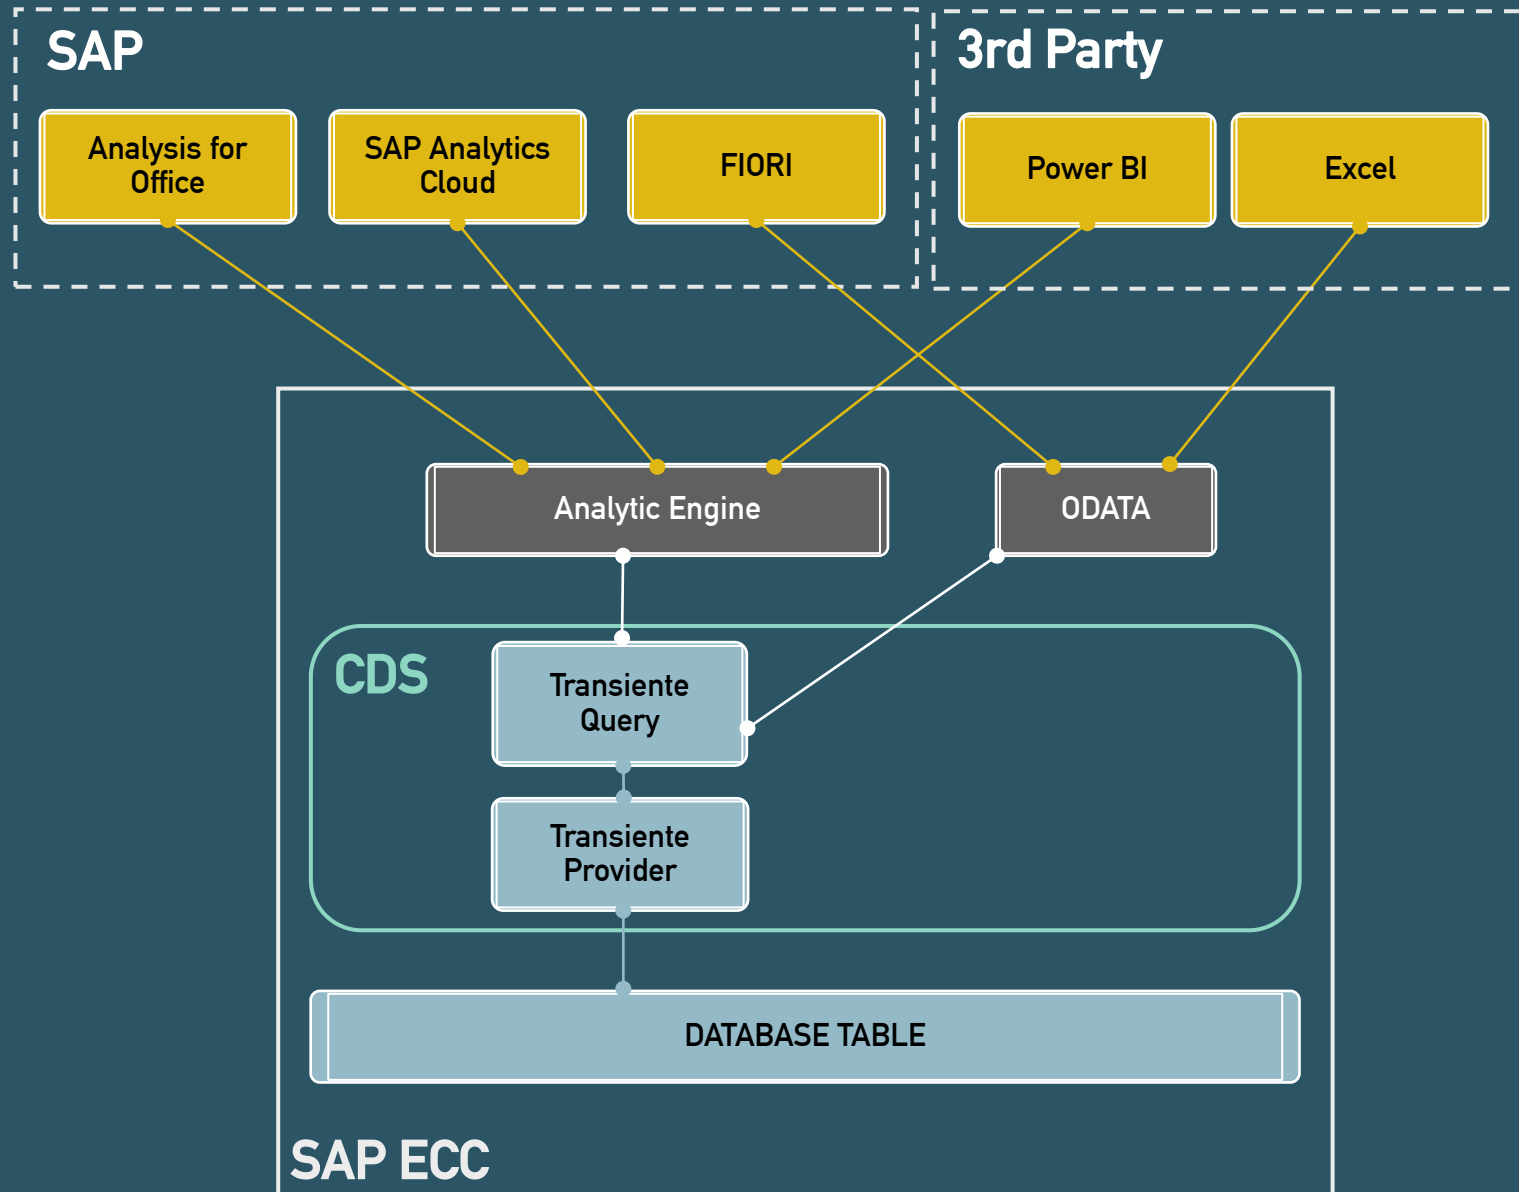 SAP
3rd Party
Analysis for
Office
SAP Analytics
Cloud
FIORI
Power BI
Excel
Analytic Engine
ODATA
CDS
Transiente
Query
Transiente
Provider
DATABASE TABLE
SAP ECC